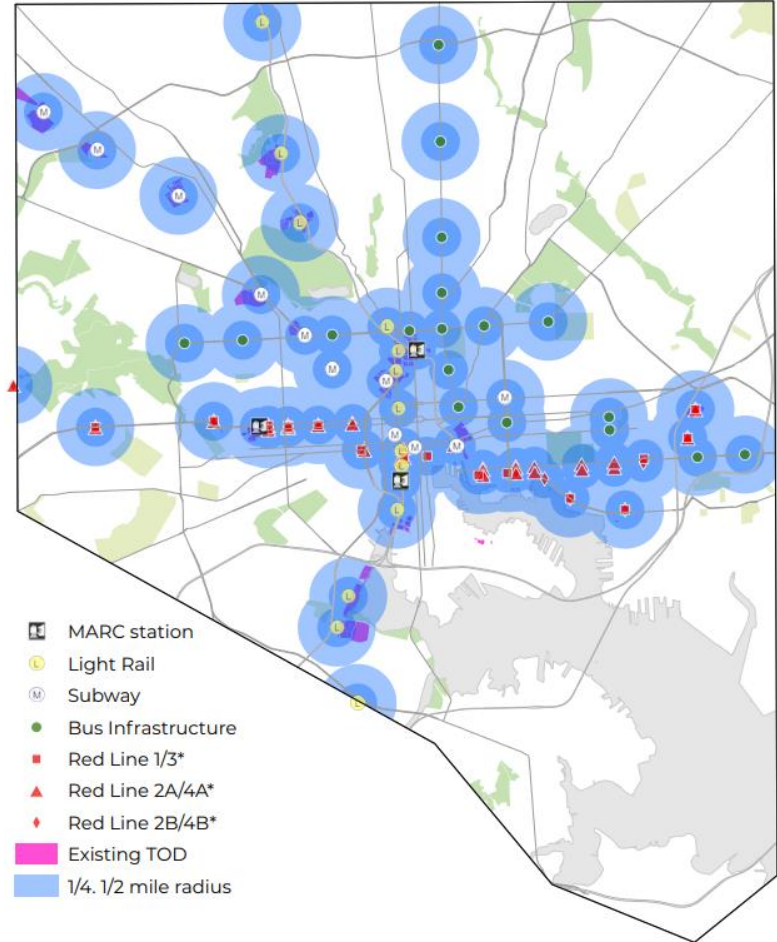 MARC station
Light Rail
Subway
Bus Infrastructure
Red Line 1/3*
Red Line 2A/4A*
Red Line 2B/4B*
Existing TOD
1/4. 1/2 mile radius